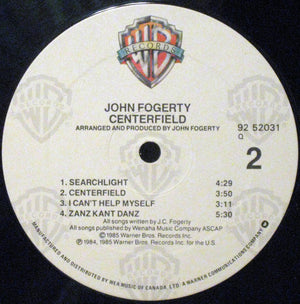 WB
RECORDS
JOHN FOGERTY
CENTERFIELD
ARRANGED AND PRODUCED BY JOHN FOGERTY
92 52031
Q
2
1. SEARCHLIGHT 4:29
2. CENTERFIELD 3:50
3. I CAN'T HELP MYSELF 3:11
4. ZANZ KANT DANZ 5:30
All songs written by J.C. Fogerty
All songs published by Wenaha Music Company ASCAP
©1985 Warner Bros. Records Inc.
℗ 1984, 1985 Warner Bros. Records Inc. for the U.S.
MANUFACTURED AND DISTRIBUTED BY WEA MUSIC OF CANADA, LTD. A WARNER COMMUNICATIONS COMPANY